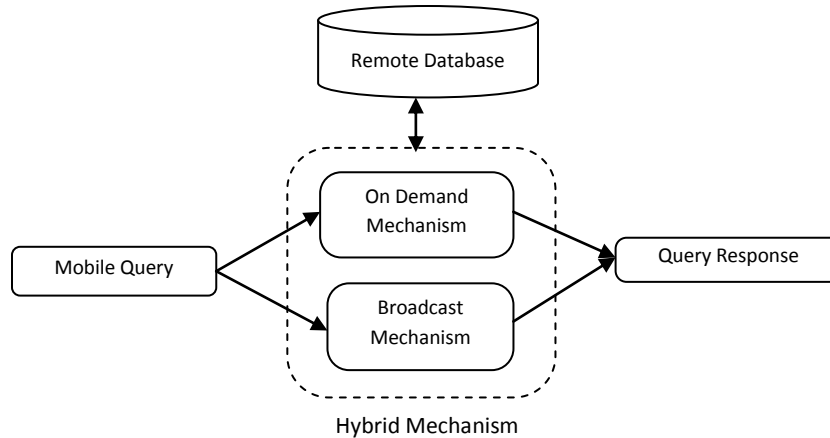 Remote Database
On Demand
Mechanism
Mobile Query
Query Response
Broadcast
Mechanism
Hybrid Mechanism